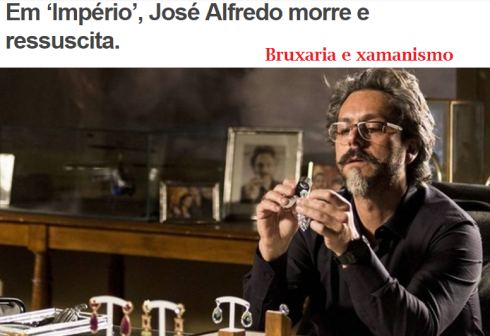 Em ‘Império’, José Alfredo morre e
ressuscita.
Bruxaria e xamanismo